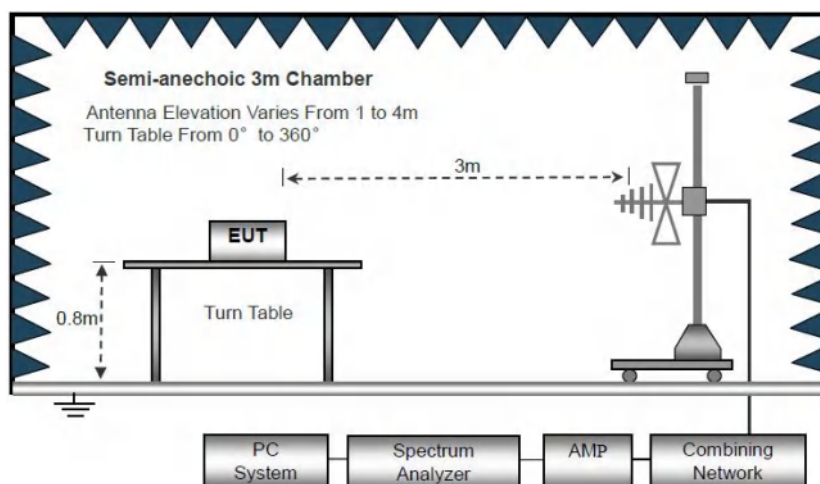 Semi-anechoic 3m Chamber
Antenna Elevation Varies From 1 to 4m
Turn Table From 0° to 360°
3m
EUT
0.8m
Turn Table
PC
System
Spectrum
Analyzer
AMP
Combining
Network